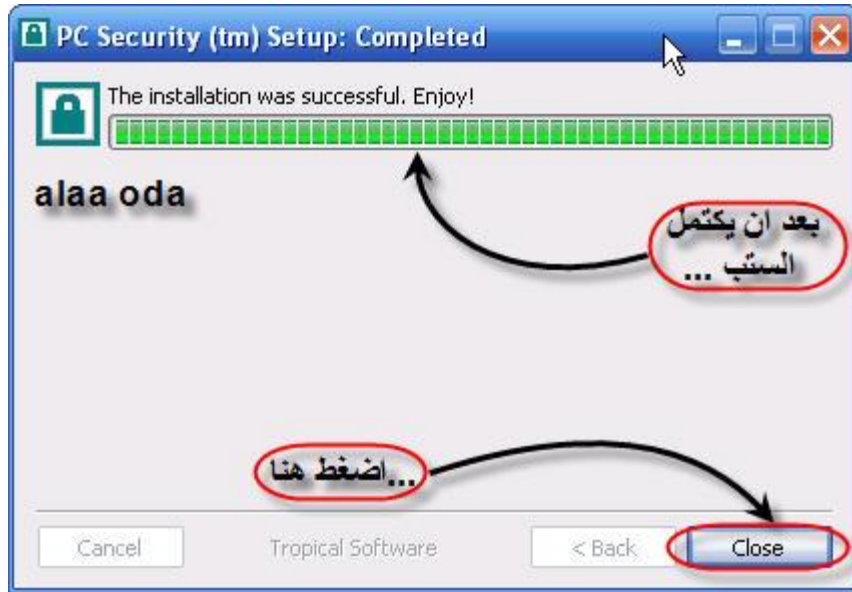 PC Security (tm) Setup: Completed
The installation was successful. Enjoy!
alaa oda
بعد ان يكتمل
الستب ...
...اضغط هنا
Cancel
Tropical Software
< Back
Close